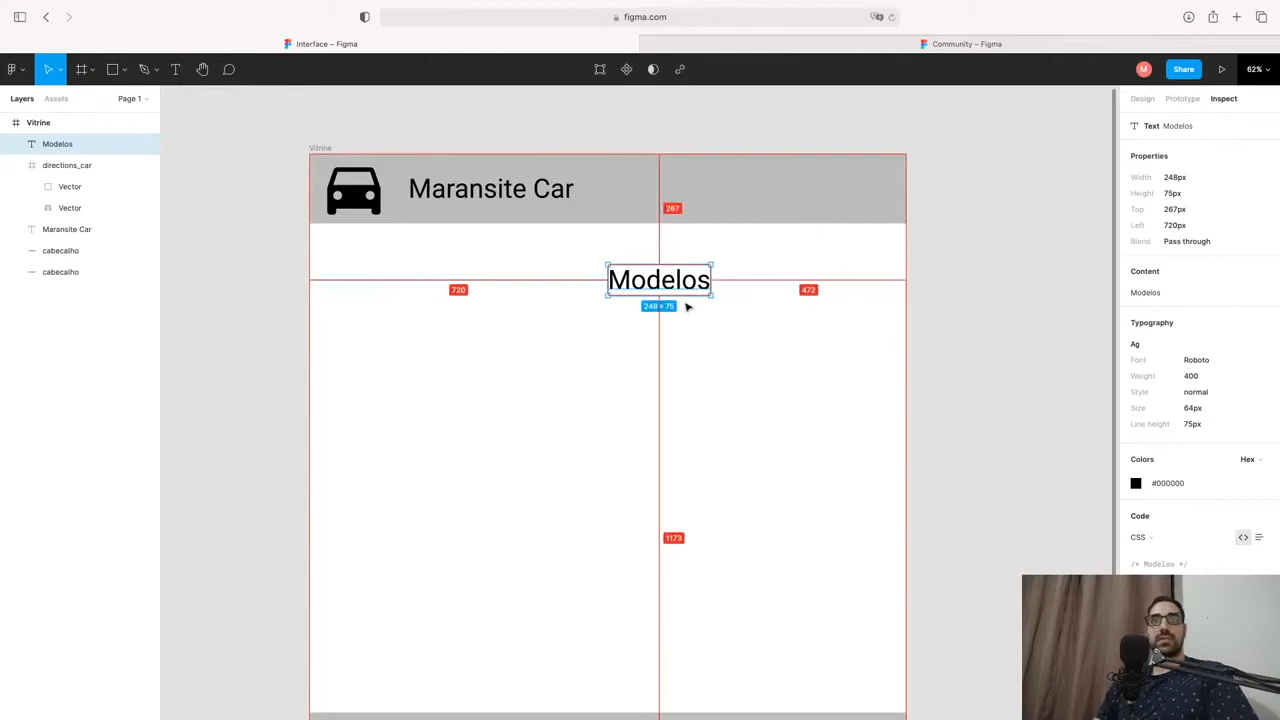 figma.com
Interface – Figma
Community – Figma
M
Share
62%
Layers
Assets
Page 1
Design
Prototype
Inspect
Vitrine
Modelos
directions_car
Vector
Vector
Maransite Car
cabecalho
cabecalho
Vitrine
Maransite Car
267
Modelos
720
472
248 × 75
1173
Text Modelos
Properties
Width 248px
Height 75px
Top 267px
Left 720px
Blend Pass through
Content
Modelos
Typography
Ag
Font Roboto
Weight 400
Style normal
Size 64px
Line height 75px
Colors
Hex
#000000
Code
CSS
/* Modelos */